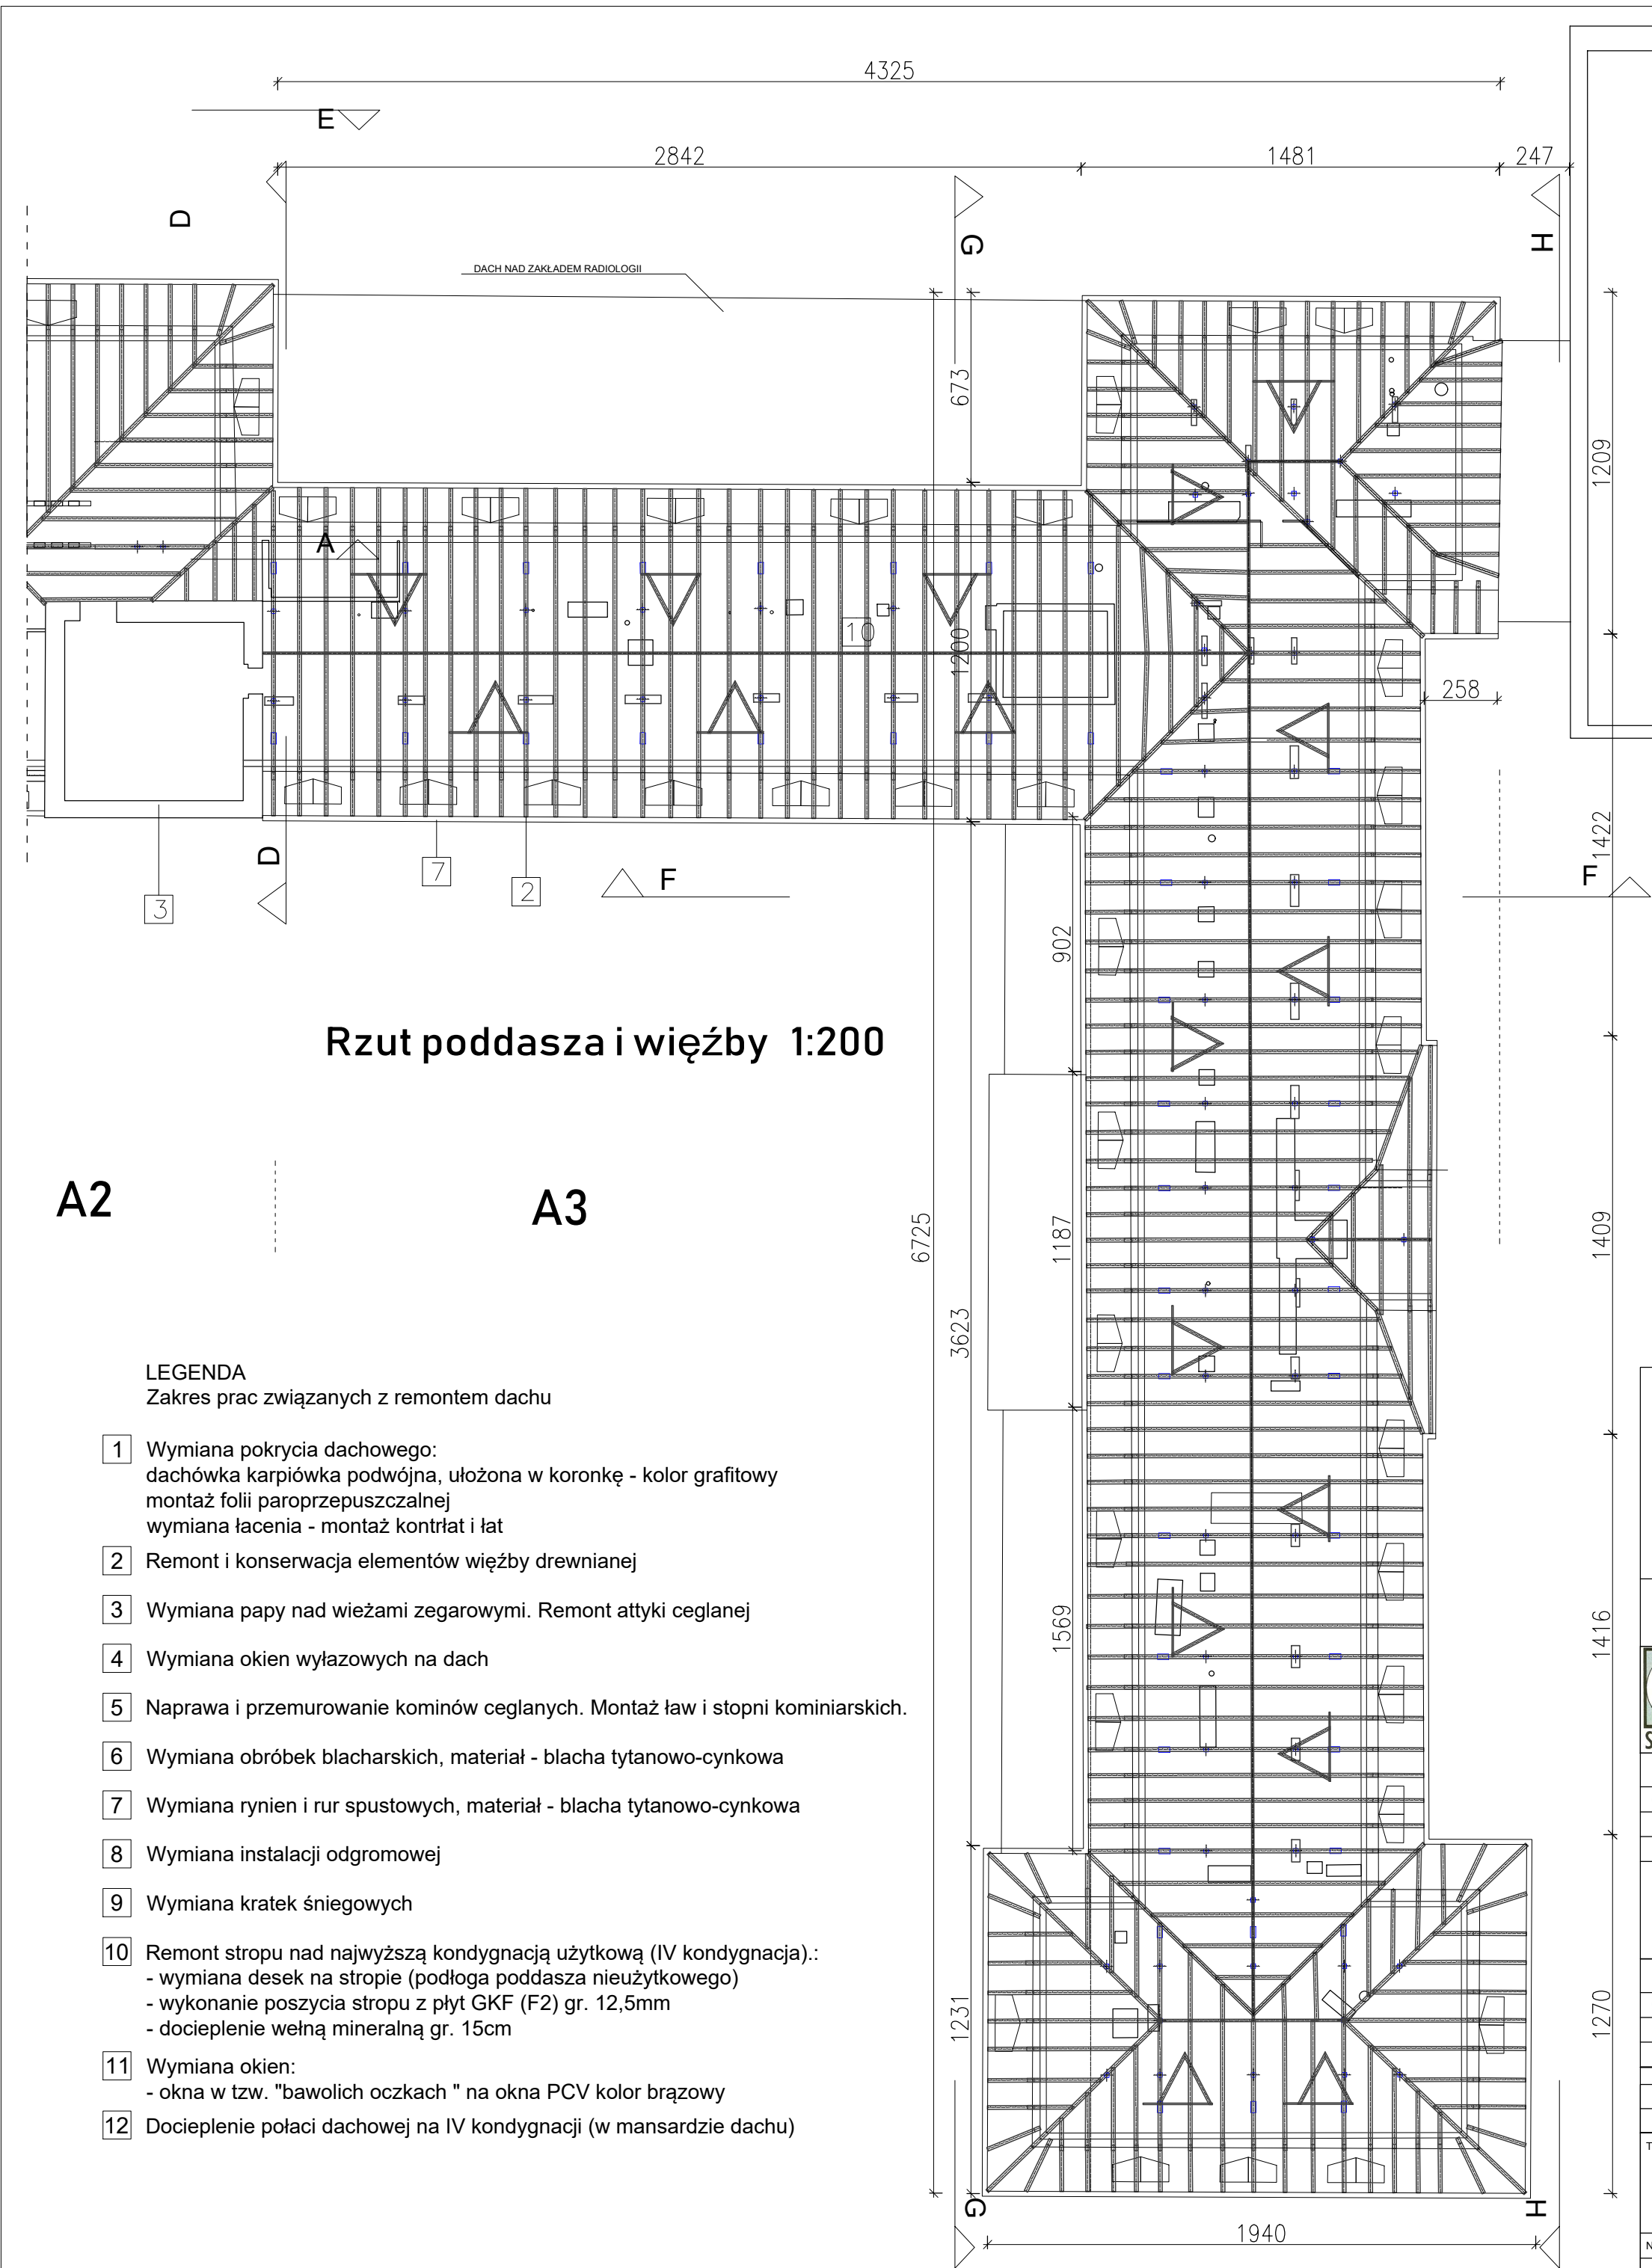 4325
E
2842
1481
247
D
G
H
DACH NAD ZAKŁADEM RADIOLOGII
673
1209
A
10
1200
258
1422
D
7
2
F
F
3
902
Rzut poddasza i więźby 1:200
A2
A3
6725
1187
1409
3623
LEGENDA
Zakres prac związanych z remontem dachu
1 Wymiana pokrycia dachowego:
dachówka karpiówka podwójna, ułożona w koronkę - kolor grafitowy
montaż folii paroprzepuszczalnej
wymiana łacenia - montaż kontrłat i łat
2 Remont i konserwacja elementów więźby drewnianej
3 Wymiana papy nad wieżami zegarowymi. Remont attyki ceglanej
4 Wymiana okien wyłazowych na dach
5 Naprawa i przemurowanie kominów ceglanych. Montaż ław i stopni kominiarskich.
6 Wymiana obróbek blacharskich, materiał - blacha tytanowo-cynkowa
7 Wymiana rynien i rur spustowych, materiał - blacha tytanowo-cynkowa
8 Wymiana instalacji odgromowej
9 Wymiana kratek śniegowych
10 Remont stropu nad najwyższą kondygnacją użytkową (IV kondygnacja).:
- wymiana desek na stropie (podłoga poddasza nieużytkowego)
- wykonanie poszycia stropu z płyt GKF (F2) gr. 12,5mm
- docieplenie wełną mineralną gr. 15cm
11 Wymiana okien:
- okna w tzw. "bawolich oczkach " na okna PCV kolor brązowy
12 Docieplenie połaci dachowej na IV kondygnacji (w mansardzie dachu)
1569
1416
1231
1270
G
H
1940